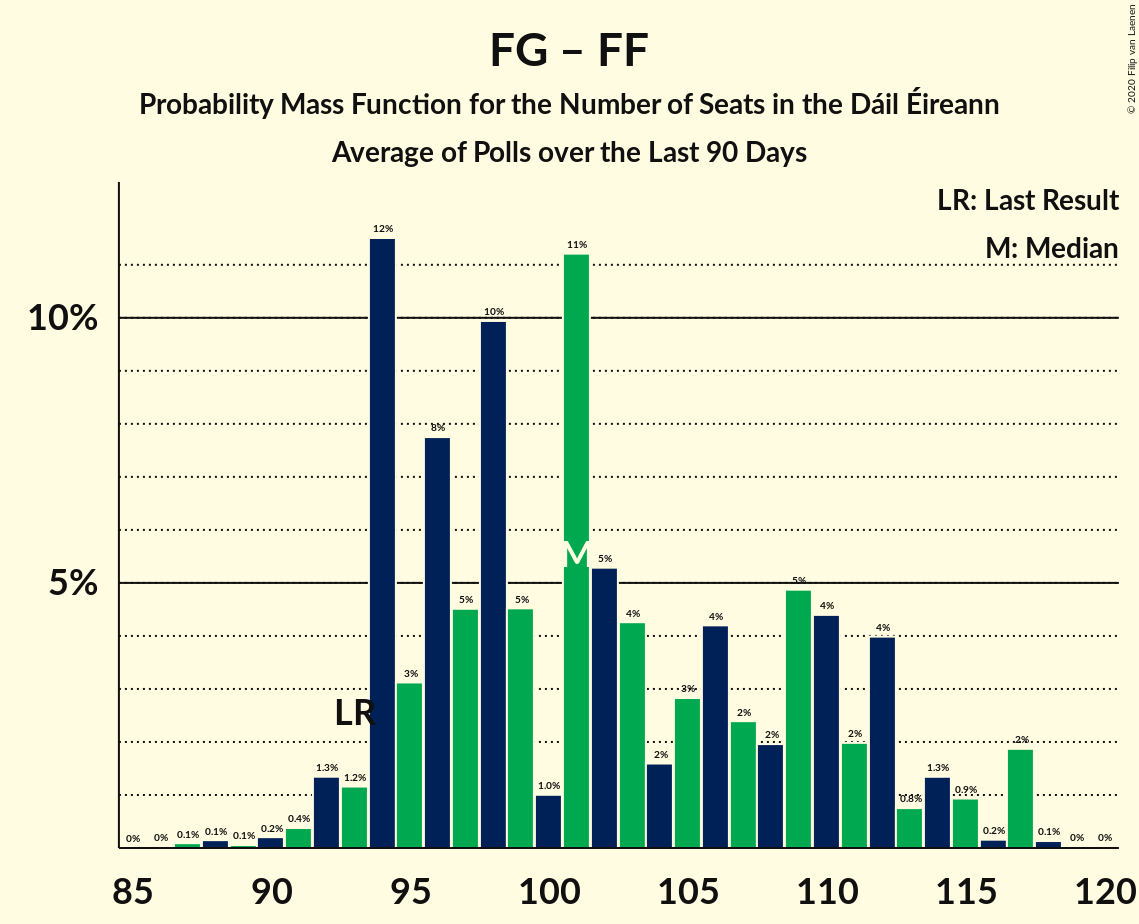 FG – FF
Probability Mass Function for the Number of Seats in the Dáil Éireann
Average of Polls over the Last 90 Days
© 2020 Filip van Laenen
LR: Last Result
M: Median
10%
5%
0% 0% 0.1% 0.1% 0.1% 0.2% 0.4% 1.3% 1.2% 12% 3% 8% 5% 10% 5% 1.0% 11% 5% 4% 2% 3% 4% 2% 2% 5% 4% 2% 4% 0.8% 1.3% 0.9% 0.2% 2% 0.1% 0% 0%
LR
M
85 90 95 100 105 110 115 120